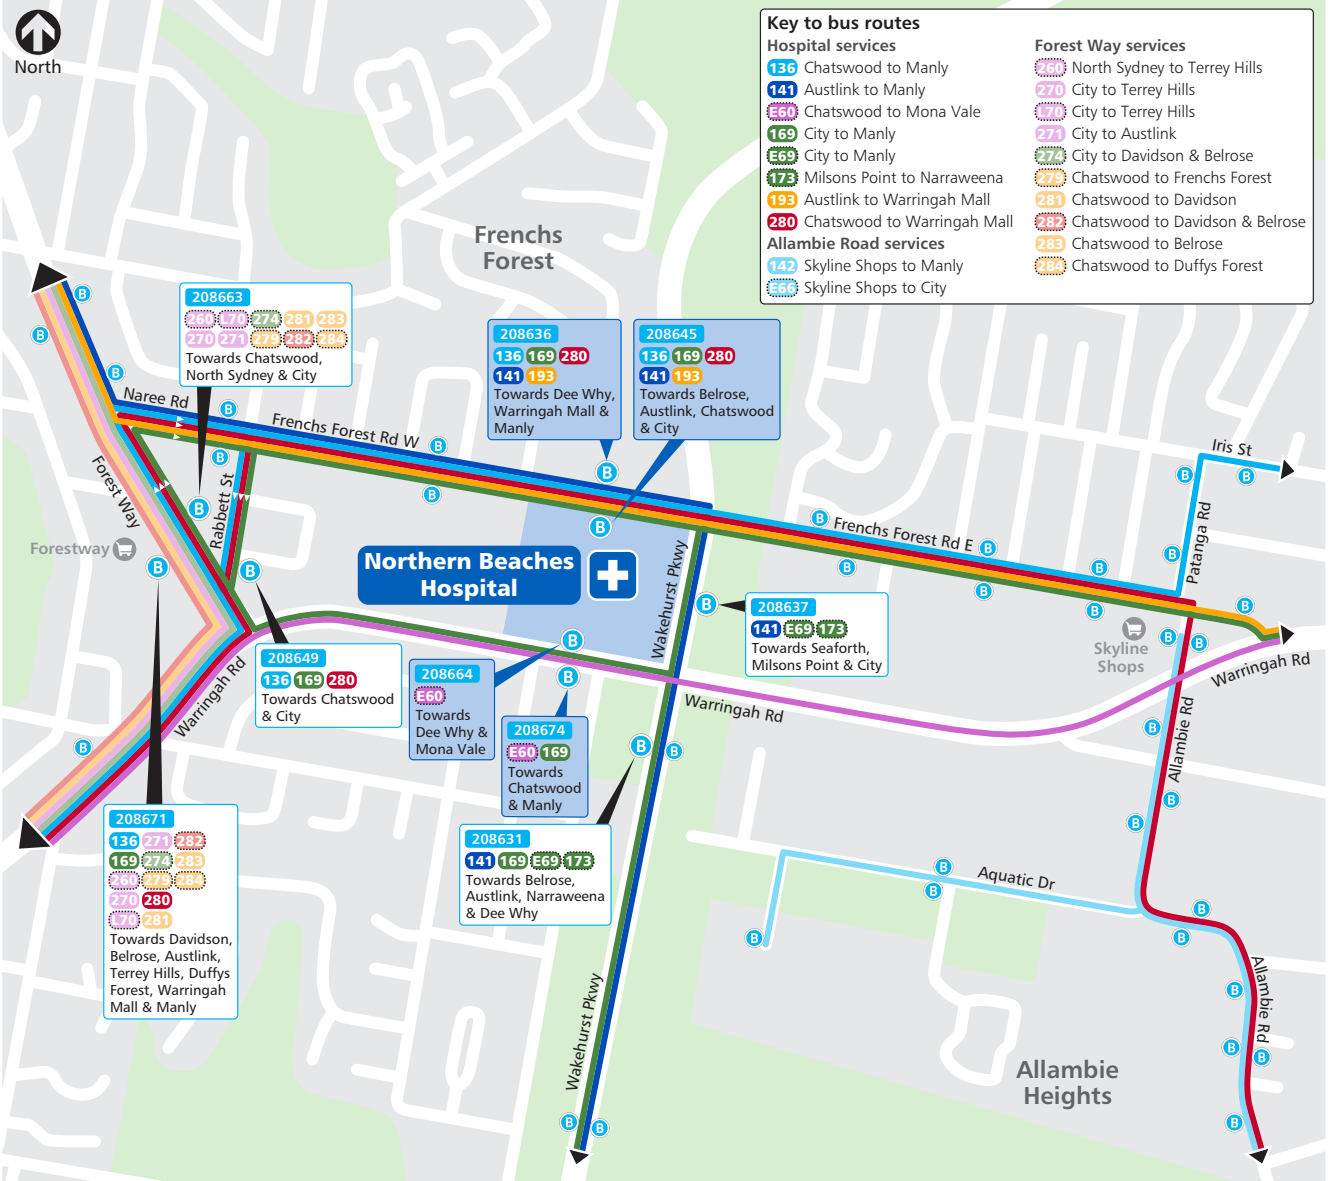 North
Key to bus routes
Hospital services
136 Chatswood to Manly
141 Austlink to Manly
E60 Chatswood to Mona Vale
169 City to Manly
E69 City to Manly
173 Milsons Point to Narraweena
193 Austlink to Warringah Mall
280 Chatswood to Warringah Mall
Allambie Road services
142 Skyline Shops to Manly
E66 Skyline Shops to City
Forest Way services
260 North Sydney to Terrey Hills
270 City to Terrey Hills
L70 City to Terrey Hills
271 City to Austlink
274 City to Davidson & Belrose
279 Chatswood to Frenchs Forest
281 Chatswood to Davidson
282 Chatswood to Davidson & Belrose
283 Chatswood to Belrose
284 Chatswood to Duffys Forest
Frenchs
Forest
B
B
B
208663
260 L70 274 281 283
270 271 279 282 284
Towards Chatswood,
North Sydney & City
208636
136 169 280
141 193
Towards Dee Why,
Warringah Mall &
Manly
208645
136 169 280
141 193
Towards Belrose,
Austlink, Chatswood
& City
Naree Rd
B
Frenchs Forest Rd W
B
B
B
B
B
B
Iris St
B
B
Forest Way
Rabbett St
B
B
Frenchs Forest Rd E
B
B
B
B
B
B
Patanga Rd
B
Forestway
B
B
Northern Beaches
Hospital
Wakehurst Pkwy
B
208637
141 E69 173
Towards Seaforth,
Milsons Point & City
Skyline
Shops
B
B
Warringah Rd
208649
136 169 280
Towards Chatswood
& City
B
B
208664
E60
Towards
Dee Why &
Mona Vale
208674
E60 169
Towards
Chatswood
& Manly
Warringah Rd
Warringah Rd
B
B
B
B
Allambie Rd
B
B
208671
136 271 282
169 274 283
260 279 284
270 280
L70 281
Towards Davidson,
Belrose, Austlink,
Terrey Hills, Duffys
Forest, Warringah
Mall & Manly
208631
141 169 E69 173
Towards Belrose,
Austlink, Narraweena
& Dee Why
B
B
Aquatic Dr
B
B
B
Allambie Rd
B
B
B
B
Wakehurst Pkwy
Allambie
Heights
B
B